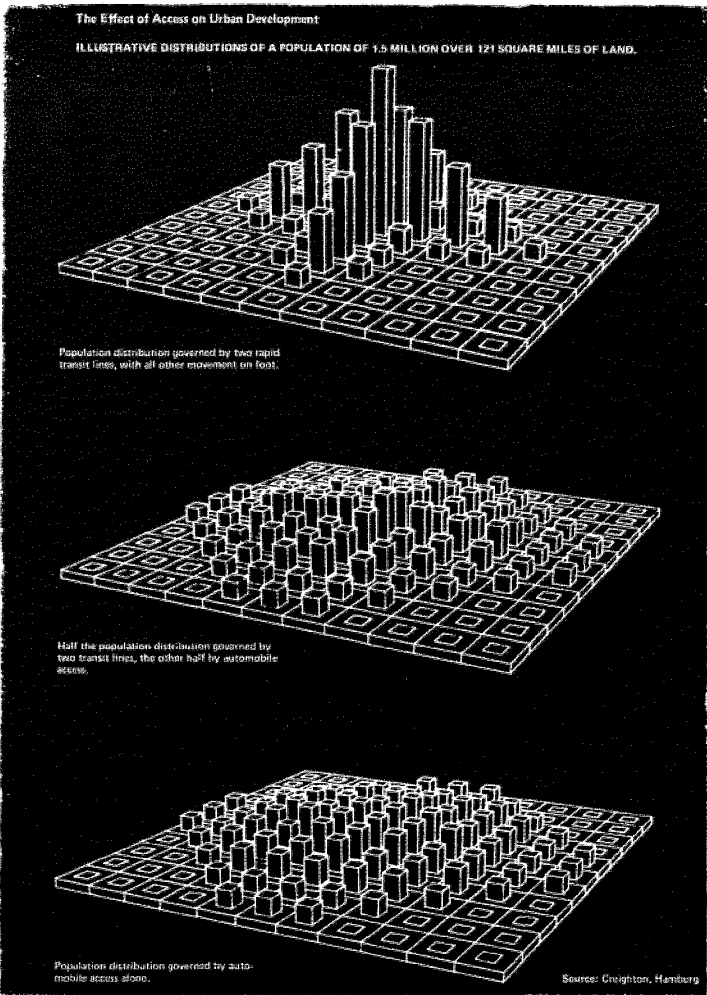 The Effect of Access on Urban Development
ILLUSTRATIVE DISTRIBUTIONS OF A POPULATION OF 1.5 MILLION OVER 121 SQUARE MILES OF LAND.
Population distribution governed by two rapid
transit lines, with all other movement on foot.
Half the population distribution governed by
two transit lines, the other half by automobile
access.
Population distribution governed by auto-
mobile access alone.
Source: Creighton, Hamburg